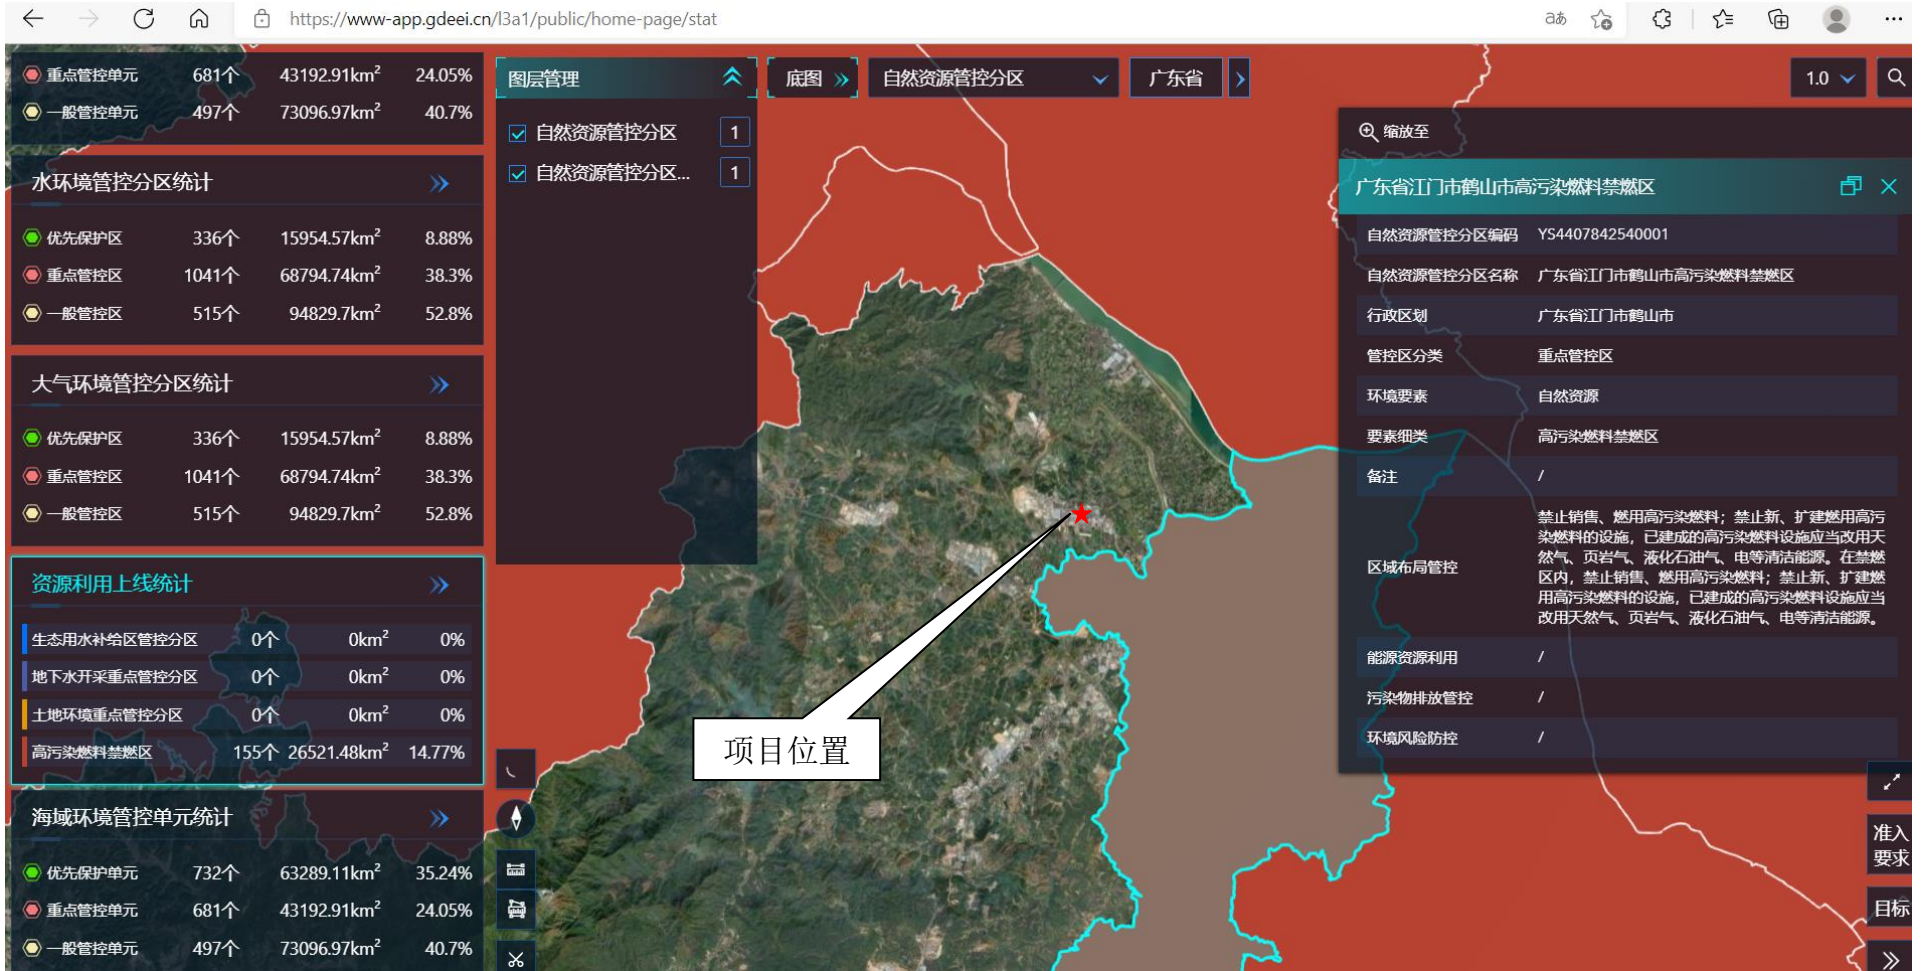 https://www-app.gdeei.cn/l3a1/public/home-page/stat
aあ
重点管控单元 681个 43192.91km² 24.05%
一般管控单元 497个 73096.97km² 40.7%
水环境管控分区统计
优先保护区 336个 15954.57km² 8.88%
重点管控区 1041个 68794.74km² 38.3%
一般管控区 515个 94829.7km² 52.8%
大气环境管控分区统计
优先保护区 336个 15954.57km² 8.88%
重点管控区 1041个 68794.74km² 38.3%
一般管控区 515个 94829.7km² 52.8%
资源利用上线统计
生态用水补给区管控分区 0个 0km² 0%
地下水开采重点管控分区 0个 0km² 0%
土地环境重点管控分区 0个 0km² 0%
高污染燃料禁燃区 155个 26521.48km² 14.77%
海域环境管控单元统计
优先保护单元 732个 63289.11km² 35.24%
重点管控单元 681个 43192.91km² 24.05%
一般管控单元 497个 73096.97km² 40.7%
图层管理
自然资源管控分区 1
自然资源管控分区... 1
底图
自然资源管控分区
广东省
1.0
项目位置
缩放至
广东省江门市鹤山市高污染燃料禁燃区
自然资源管控分区编码 YS4407842540001
自然资源管控分区名称 广东省江门市鹤山市高污染燃料禁燃区
行政区划 广东省江门市鹤山市
管控区分类 重点管控区
环境要素 自然资源
要素细类 高污染燃料禁燃区
备注 /
区域布局管控
禁止销售、燃用高污染燃料；禁止新、扩建燃用高污
染燃料的设施，已建成的高污染燃料设施应当改用天
然气、页岩气、液化石油气、电等清洁能源。在禁燃
区内，禁止销售、燃用高污染燃料；禁止新、扩建燃
用高污染燃料的设施，已建成的高污染燃料设施应当
改用天然气、页岩气、液化石油气、电等清洁能源。
能源资源利用 /
污染物排放管控 /
环境风险防控 /
准入
要求
目标